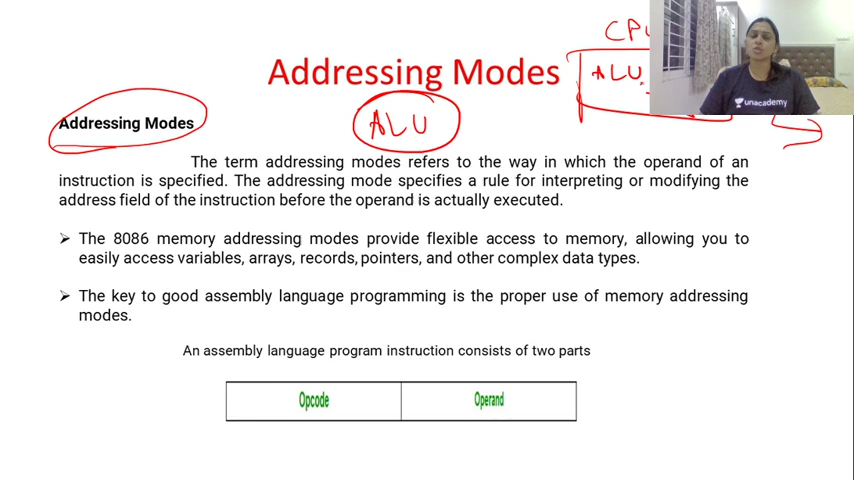 CPU
Addressing Modes
ALU
unacademy
Addressing Modes
ALU
The term addressing modes refers to the way in which the operand of an
instruction is specified. The addressing mode specifies a rule for interpreting or modifying the
address field of the instruction before the operand is actually executed.
➢ The 8086 memory addressing modes provide flexible access to memory, allowing you to
easily access variables, arrays, records, pointers, and other complex data types.
➢ The key to good assembly language programming is the proper use of memory addressing
modes.
An assembly language program instruction consists of two parts
Opcode
Operand